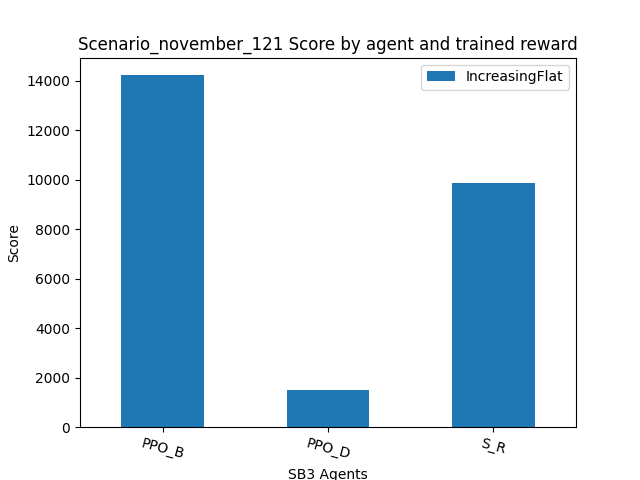 Scenario_november_121 Score by agent and trained reward
IncreasingFlat
14000
12000
10000
8000
6000
4000
2000
0
Score
PPO_B
PPO_D
S_R
SB3 Agents